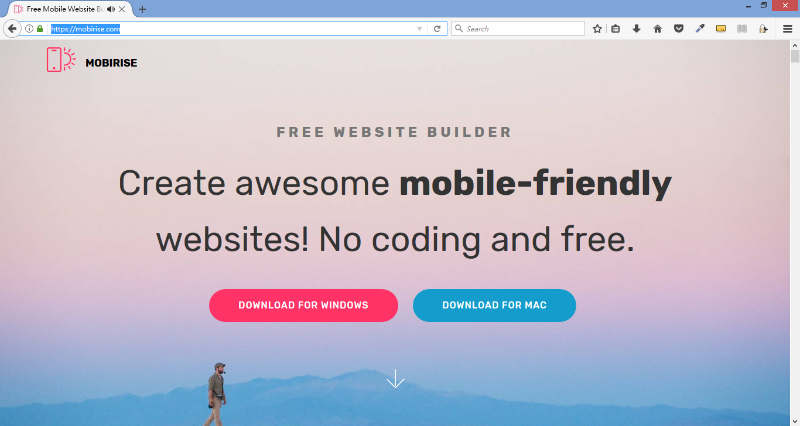 Free Mobile Website Bu
https://mobirise.com
Search
MOBIRISE
FREE WEBSITE BUILDER
Create awesome mobile-friendly
websites! No coding and free.
DOWNLOAD FOR WINDOWS
DOWNLOAD FOR MAC